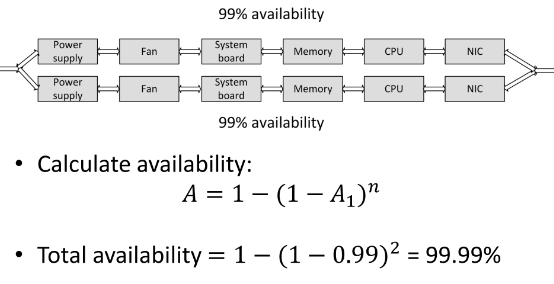 99% availability
Power supply Fan System board Memory CPU NIC
Power supply Fan System board Memory CPU NIC
99% availability
• Calculate availability:
𝐴 = 1 − (1 − 𝐴₁)ⁿ
• Total availability = 1 − (1 − 0.99)² = 99.99%